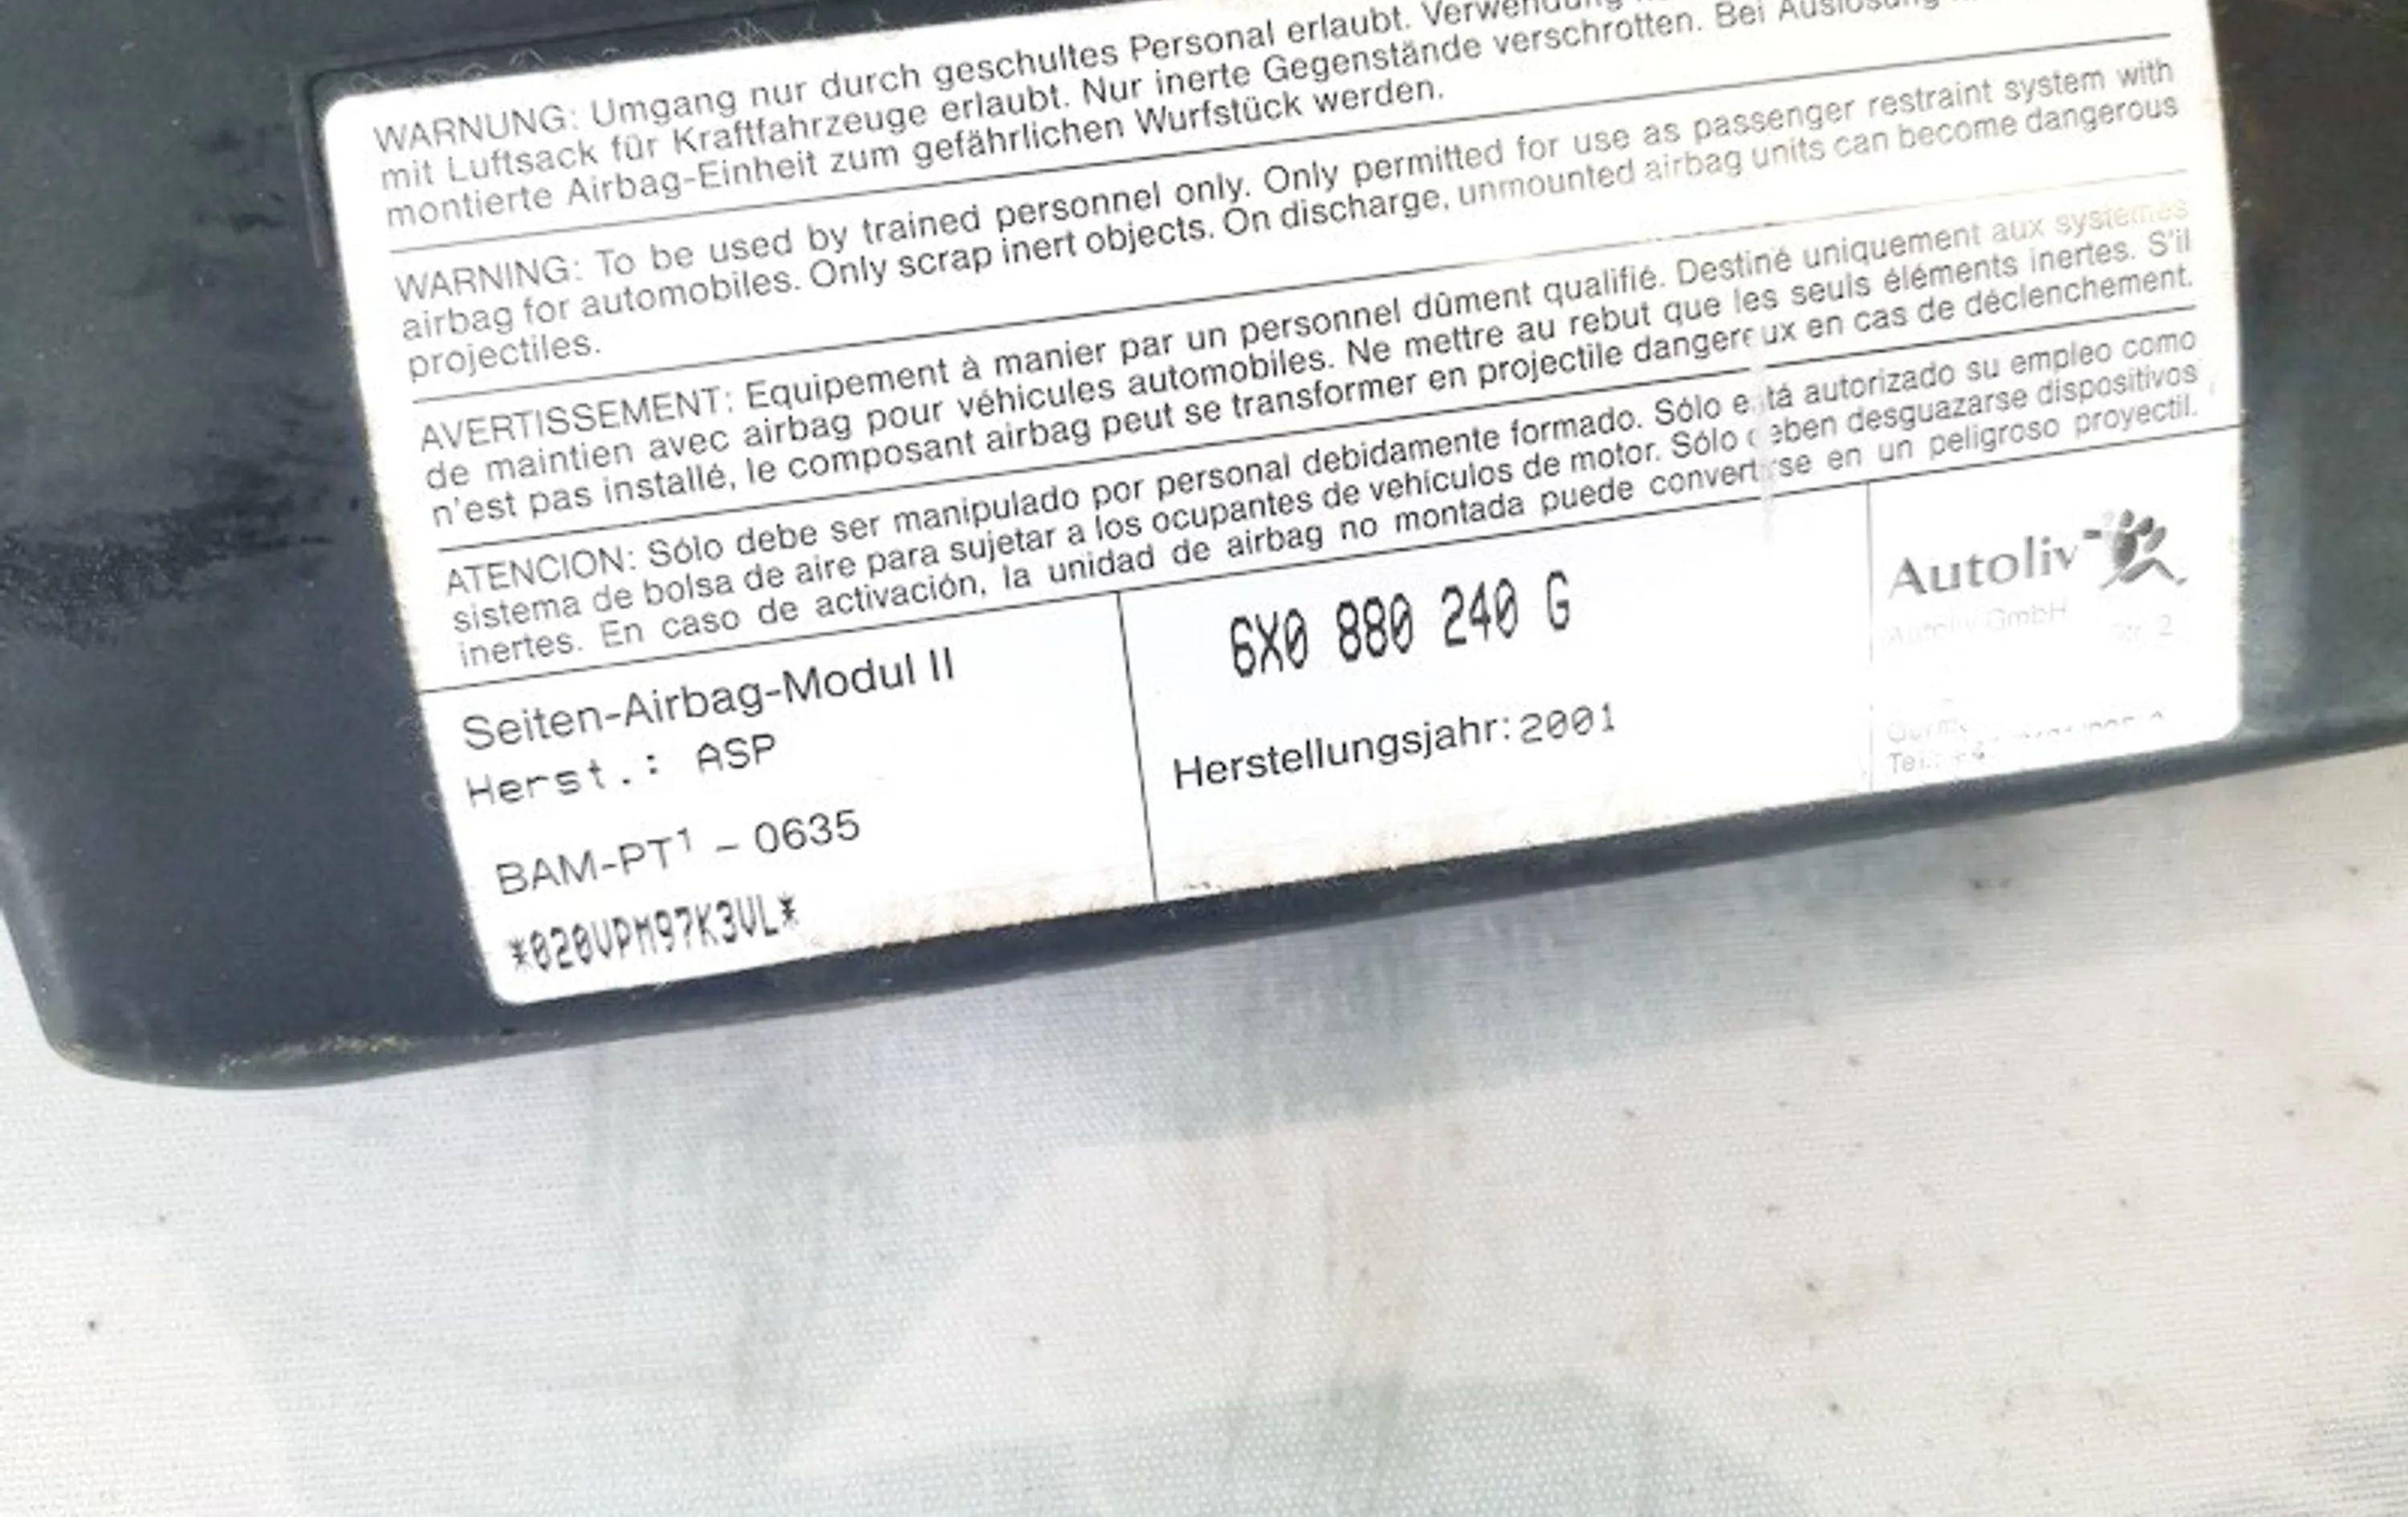 WARNUNG: Umgang nur durch geschultes Personal erlaubt. Verwendung
mit Luftsack für Kraftfahrzeuge erlaubt. Nur inerte Gegenstände verschrotten. Bei Auslösung
montierte Airbag-Einheit zum gefährlichen Wurfstück werden.
WARNING: To be used by trained personnel only. Only permitted for use as passenger restraint system with
airbag for automobiles. Only scrap inert objects. On discharge, unmounted airbag units can become dangerous
projectiles.
AVERTISSEMENT: Equipement à manier par un personnel dûment qualifié. Destiné uniquement aux systèmes
de maintien avec airbag pour véhicules automobiles. Ne mettre au rebut que les seuls éléments inertes. S'il
n'est pas installé, le composant airbag peut se transformer en projectile dangereux en cas de déclenchement.
ATENCION: Sólo debe ser manipulado por personal debidamente formado. Sólo está autorizado su empleo como
sistema de bolsa de aire para sujetar a los ocupantes de vehículos de motor. Sólo deben desguazarse dispositivos
inertes. En caso de activación, la unidad de airbag no montada puede convertirse en un peligroso proyectil.
Seiten-Airbag-Modul II
Herst.: ASP
BAM-PT¹ – 0635
*020VPM97K3VL*
6X0 880 240 G
Herstellungsjahr: 2001
Autoliv
Autoliv GmbH
Tel.: